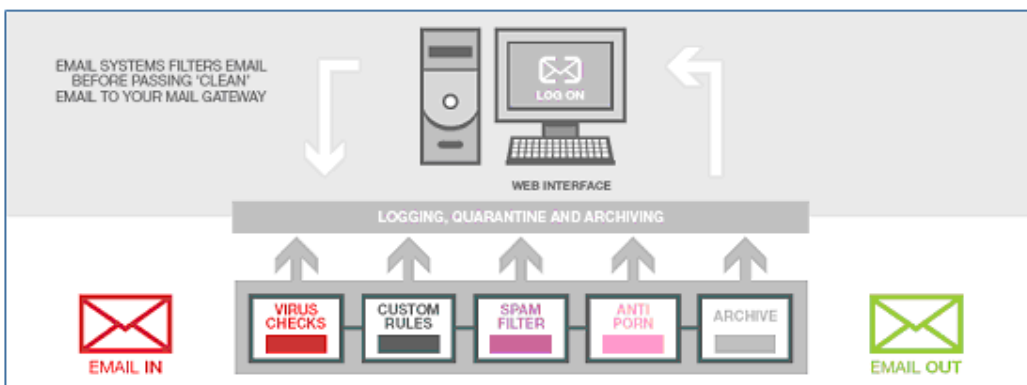 EMAIL SYSTEMS FILTERS EMAIL
BEFORE PASSING 'CLEAN'
EMAIL TO YOUR MAIL GATEWAY
LOG ON
WEB INTERFACE
LOGGING, QUARANTINE AND ARCHIVING
VIRUS
CHECKS
CUSTOM
RULES
SPAM
FILTER
ANTI
PORN
ARCHIVE
EMAIL IN
EMAIL OUT